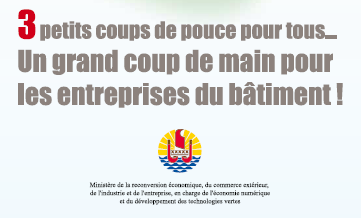 3 petits coups de pouce pour tous...
Un grand coup de main pour
les entreprises du bâtiment !
Ministère de la reconversion économique, du commerce extérieur,
de l'industrie et de l'entreprise, en charge de l'économie numérique
et du développement des technologies vertes